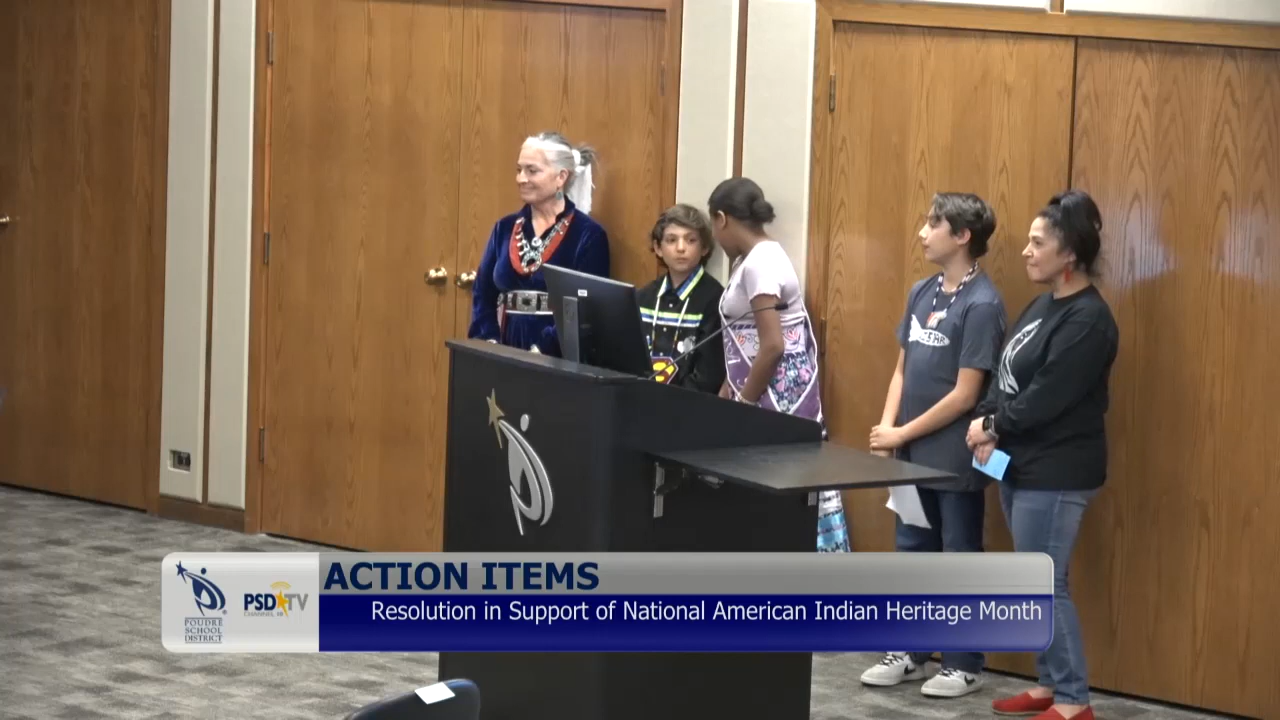 ACTION ITEMS
Resolution in Support of National American Indian Heritage Month
POUDRE
SCHOOL
DISTRICT
PSD TV